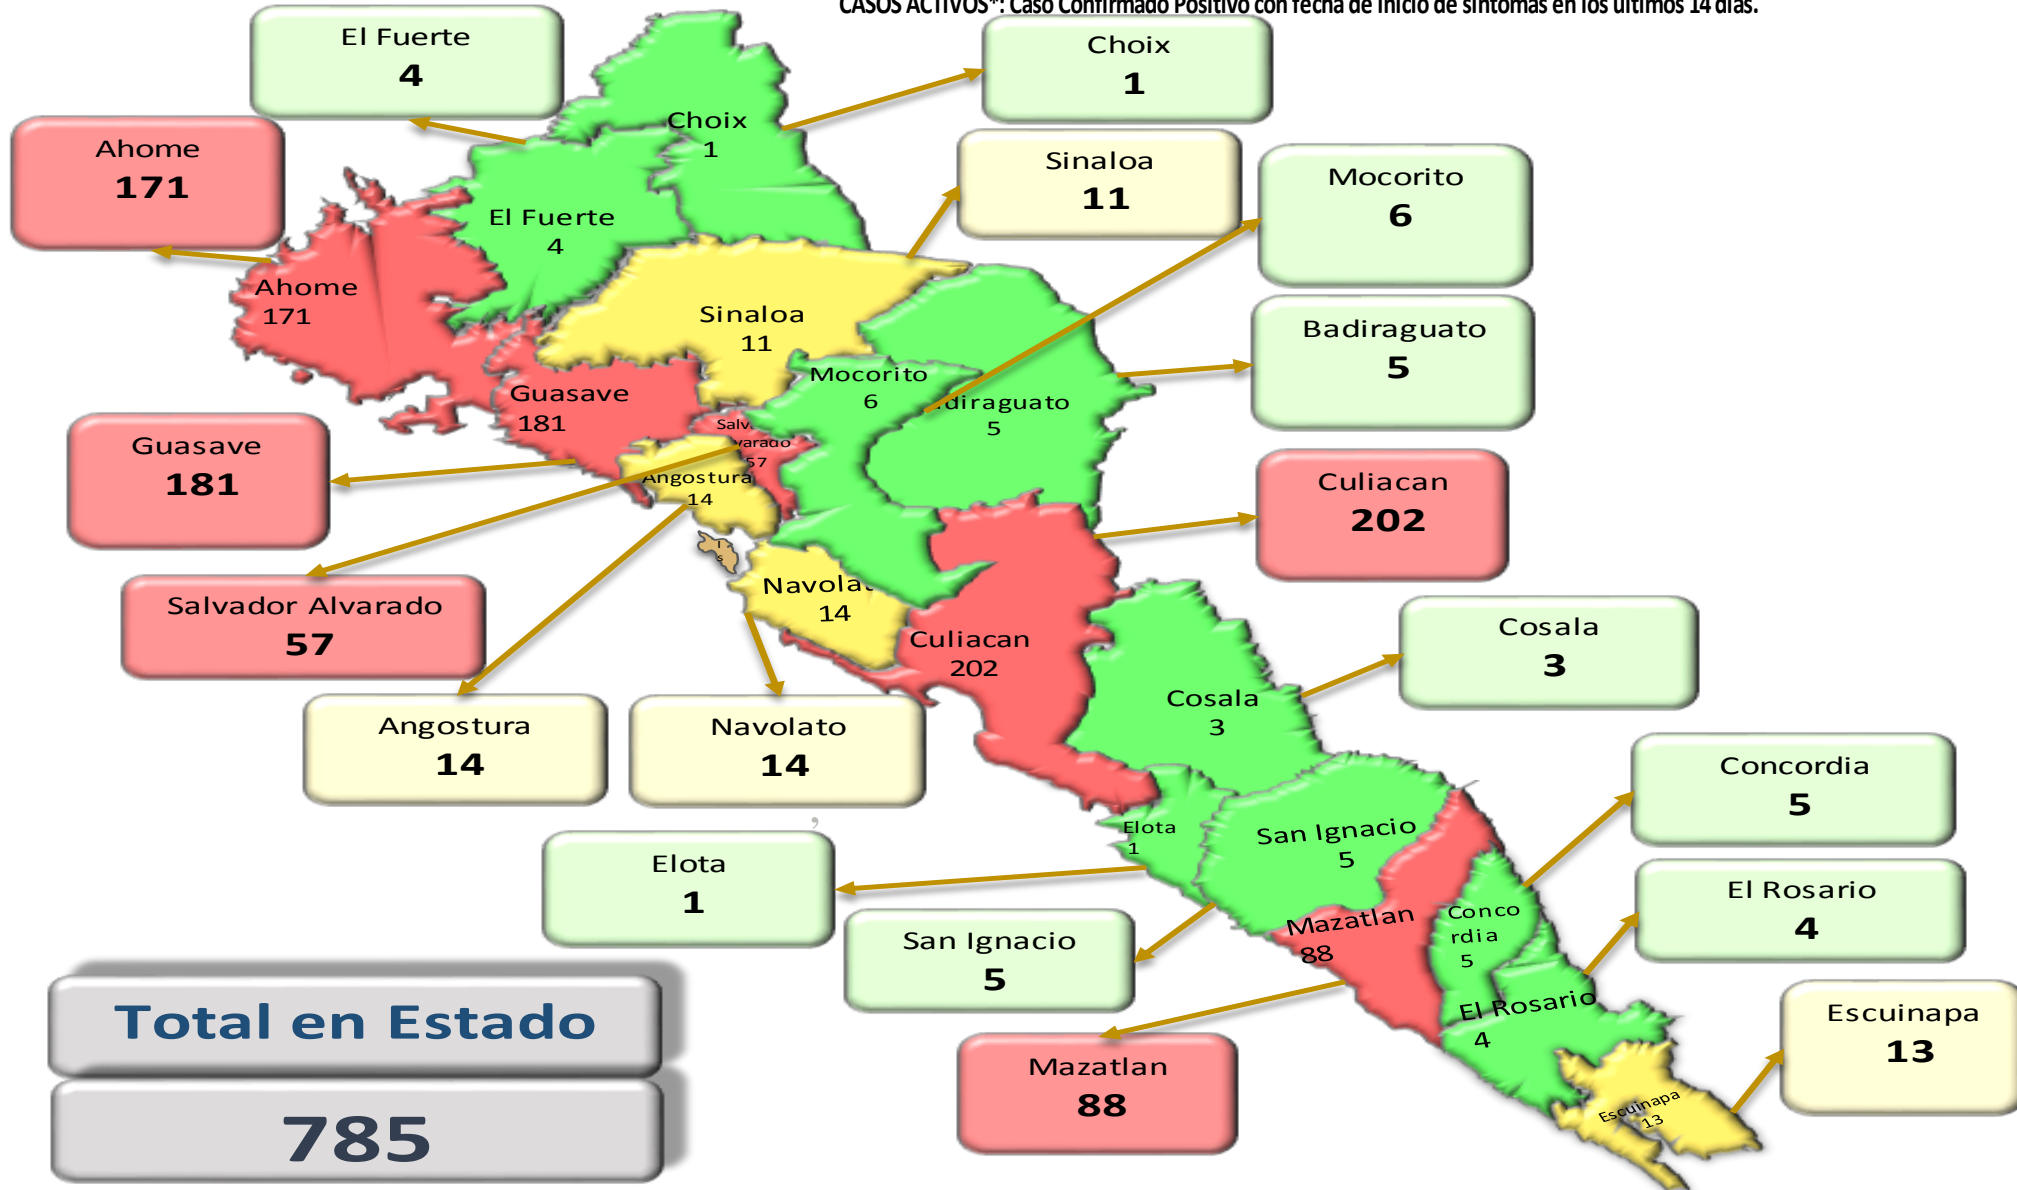 CASOS ACTIVOS*: Caso Confirmado Positivo con fecha de inicio de síntomas en los últimos 14 días.
El Fuerte
4
Choix
1
Ahome
171
Sinaloa
11
Mocorito
6
Badiraguato
5
Guasave
181
Culiacan
202
Salvador Alvarado
57
Cosala
3
Angostura
14
Navolato
14
Concordia
5
Elota
1
El Rosario
4
San Ignacio
5
Escuinapa
13
Mazatlan
88
Choix
1
El Fuerte
4
Ahome
171
Sinaloa
11
Mocorito
6
diraguato
5
Guasave
181
Salv
varado
57
Angostura
14
Navolat
14
Culiacan
202
Cosala
3
Elota
1
San Ignacio
5
Mazatlan
88
Conco
rdia
5
El Rosario
4
Escuinapa
13
,
Total en Estado
785